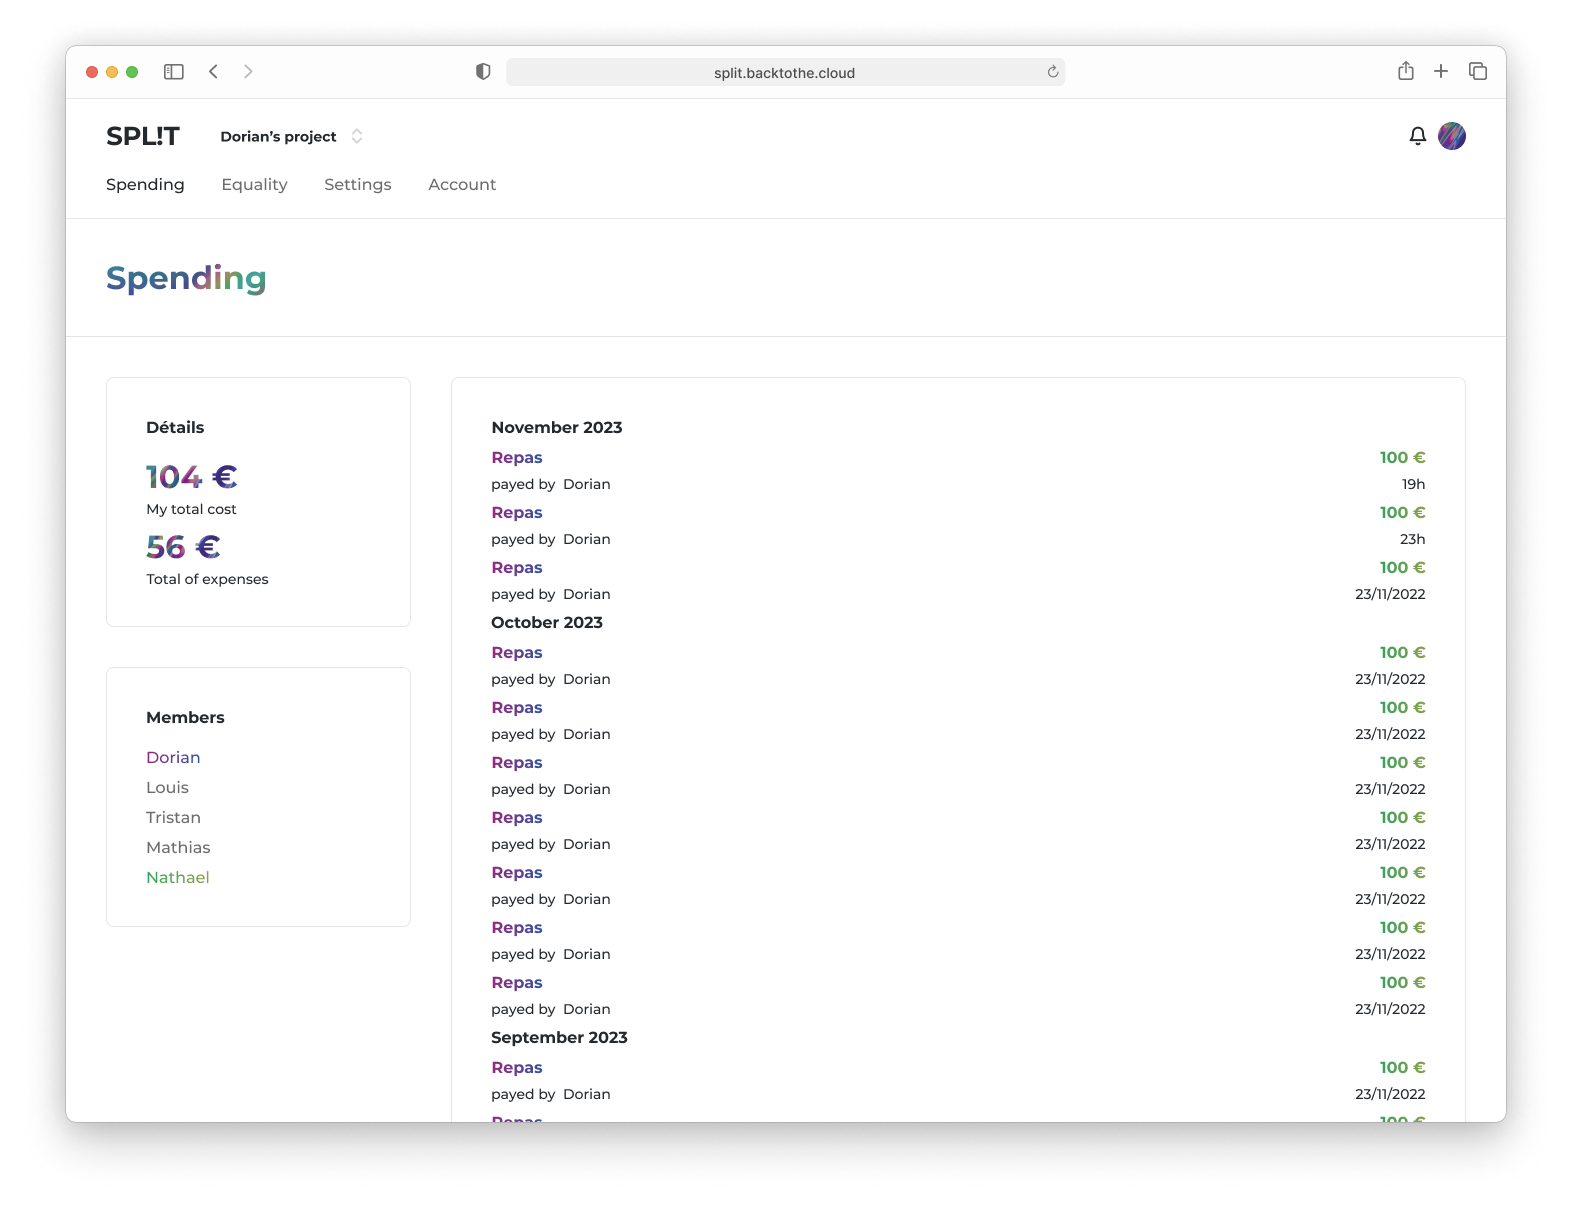 split.backtothe.cloud
SPL!T
Dorian's project
Spending Equality Settings Account
Spending
Détails
104 €
My total cost
56 €
Total of expenses
Members
Dorian
Louis
Tristan
Mathias
Nathael
November 2023
Repas 100 €
payed by Dorian 19h
Repas 100 €
payed by Dorian 23h
Repas 100 €
payed by Dorian 23/11/2022
October 2023
Repas 100 €
payed by Dorian 23/11/2022
Repas 100 €
payed by Dorian 23/11/2022
Repas 100 €
payed by Dorian 23/11/2022
Repas 100 €
payed by Dorian 23/11/2022
Repas 100 €
payed by Dorian 23/11/2022
Repas 100 €
payed by Dorian 23/11/2022
Repas 100 €
payed by Dorian 23/11/2022
September 2023
Repas 100 €
payed by Dorian 23/11/2022
Repas 100 €